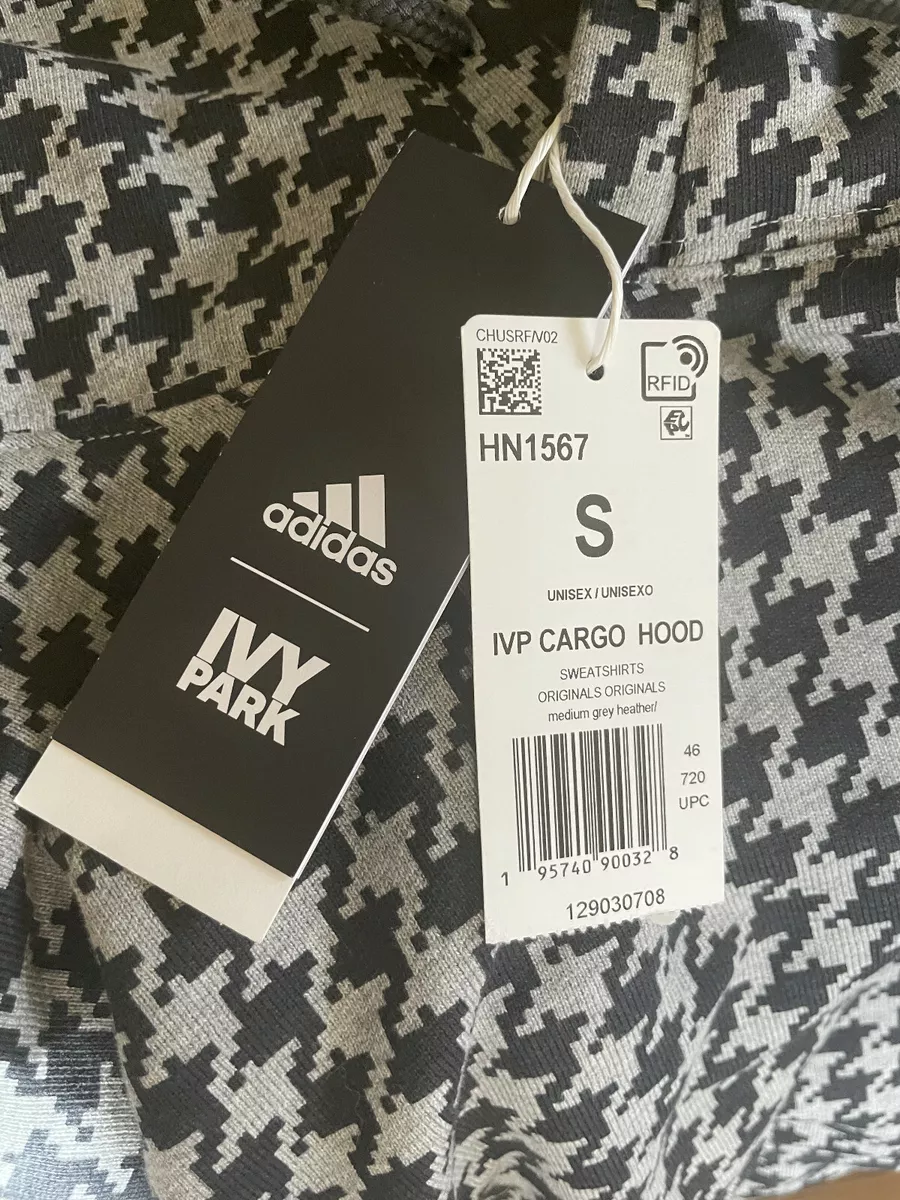 adidas
IVY
PARK
CHUSRF/V02
RFID
EPC
HN1567
S
UNISEX / UNISEXO
IVP CARGO HOOD
SWEATSHIRTS
ORIGINALS ORIGINALS
medium grey heather/
46
720
UPC
1 95740 90032 8
129030708